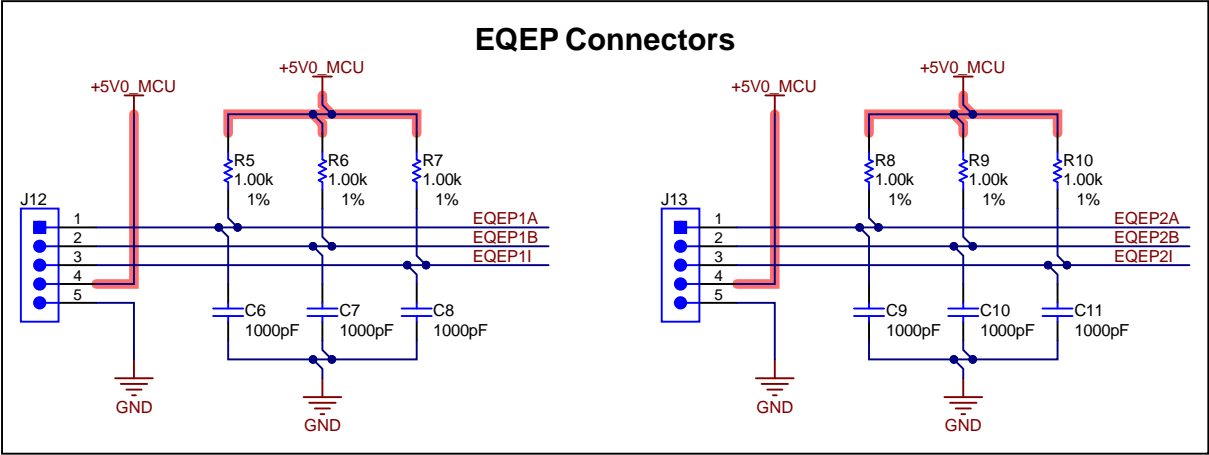 EQEP Connectors
+5V0_MCU
+5V0_MCU
R5
1.00k
1%
R6
1.00k
1%
R7
1.00k
1%
J12
1
2
3
4
5
EQEP1A
EQEP1B
EQEP1I
C6
1000pF
C7
1000pF
C8
1000pF
GND
GND
+5V0_MCU
+5V0_MCU
R8
1.00k
1%
R9
1.00k
1%
R10
1.00k
1%
J13
1
2
3
4
5
EQEP2A
EQEP2B
EQEP2I
C9
1000pF
C10
1000pF
C11
1000pF
GND
GND